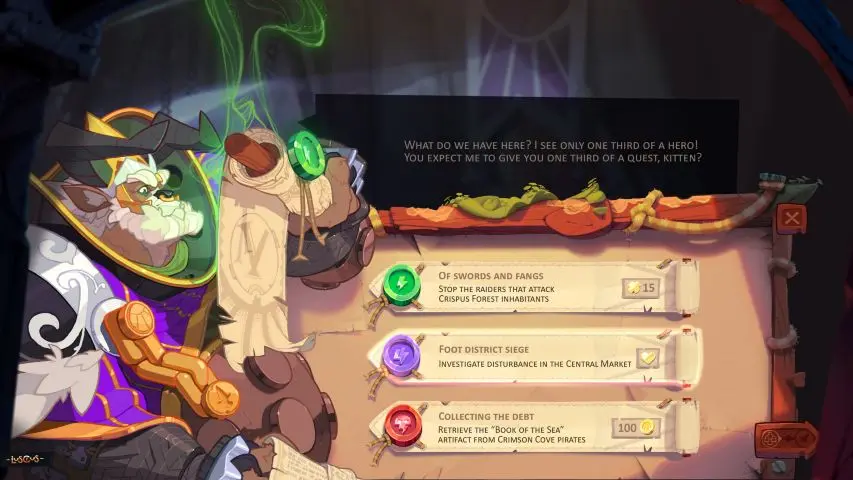 What do we have here? I see only one third of a hero!
You expect me to give you one third of a quest, kitten?
Of swords and fangs
Stop the raiders that attack
Crispus Forest inhabitants
15
Foot district siege
Investigate disturbance in the Central Market
Collecting the debt
Retrieve the "Book of the Sea"
artifact from Crimson Cove pirates
100